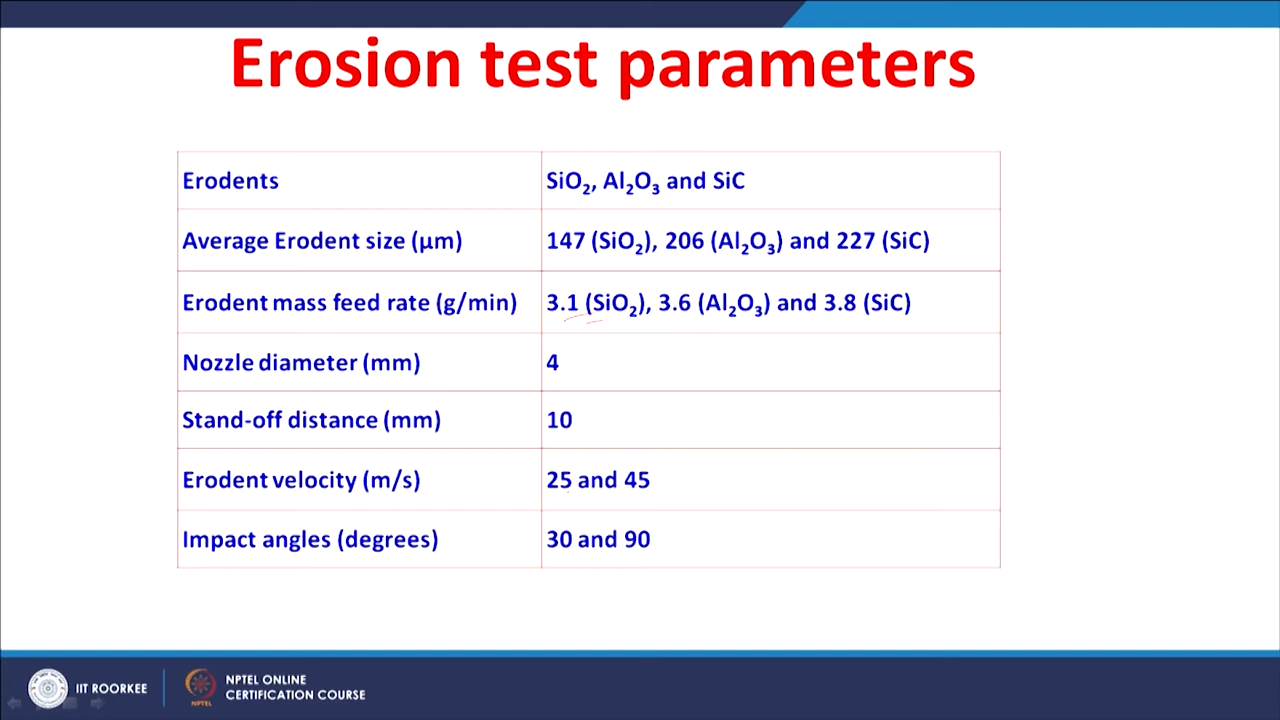 Erosion test parameters
Erodents SiO₂, Al₂O₃ and SiC
Average Erodent size (μm) 147 (SiO₂), 206 (Al₂O₃) and 227 (SiC)
Erodent mass feed rate (g/min) 3.1 (SiO₂), 3.6 (Al₂O₃) and 3.8 (SiC)
Nozzle diameter (mm) 4
Stand-off distance (mm) 10
Erodent velocity (m/s) 25 and 45
Impact angles (degrees) 30 and 90
IIT ROORKEE
NPTEL
NPTEL ONLINE
CERTIFICATION COURSE